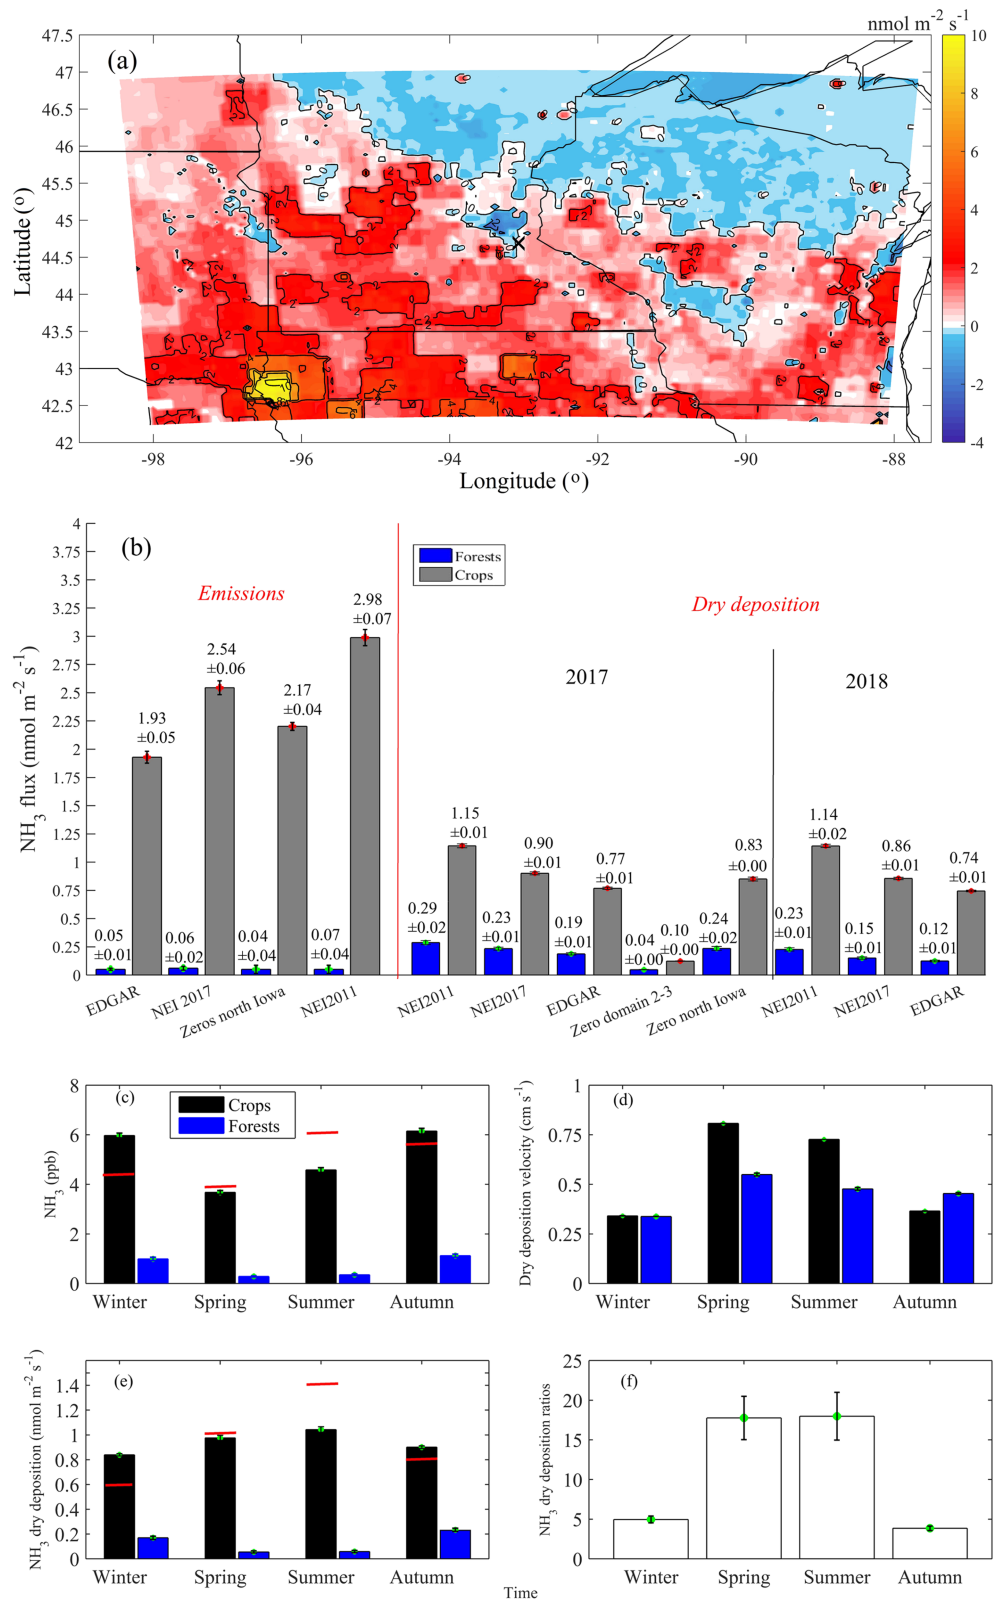 nmol m⁻² s⁻¹
(a)
47.5
47
46.5
46
45.5
45
44.5
44
43.5
43
42.5
42
Latitude (°)
-98
-96
-94
-92
-90
-88
Longitude (°)
10
8
6
4
2
0
-2
-4
(b)
4
3.75
3.5
3.25
3
2.75
2.5
2.25
2
1.75
1.5
1.25
1
0.75
0.5
0.25
0
NH₃ flux (nmol m⁻² s⁻¹)
Forests
Crops
Emissions
Dry deposition
2017
2018
0.05
±0.01
1.93
±0.05
0.06
±0.02
2.54
±0.06
0.04
±0.04
2.17
±0.04
0.07
±0.04
2.98
±0.07
0.29
±0.02
1.15
±0.01
0.23
±0.01
0.90
±0.01
0.19
±0.01
0.77
±0.01
0.04
±0.00
0.10
±0.00
0.24
±0.02
0.83
±0.00
0.23
±0.01
1.14
±0.02
0.15
±0.01
0.86
±0.01
0.12
±0.01
0.74
±0.01
EDGAR
NEI 2017
Zeros north Iowa
NEI2011
NEI2011
NEI2017
EDGAR
Zero domain 2-3
Zero north Iowa
NEI2011
NEI2017
EDGAR
(c)
Crops
Forests
8
6
4
2
0
NH₃ (ppb)
Winter
Spring
Summer
Autumn
(d)
1
0.75
0.5
0.25
0
Dry deposition velocity (cm s⁻¹)
Winter
Spring
Summer
Autumn
(e)
1.4
1.2
1
0.8
0.6
0.4
0.2
0
NH₃ dry deposition (nmol m⁻² s⁻¹)
Winter
Spring
Summer
Autumn
(f)
25
20
15
10
5
0
NH₃ dry deposition ratios
Winter
Spring
Summer
Autumn
Time